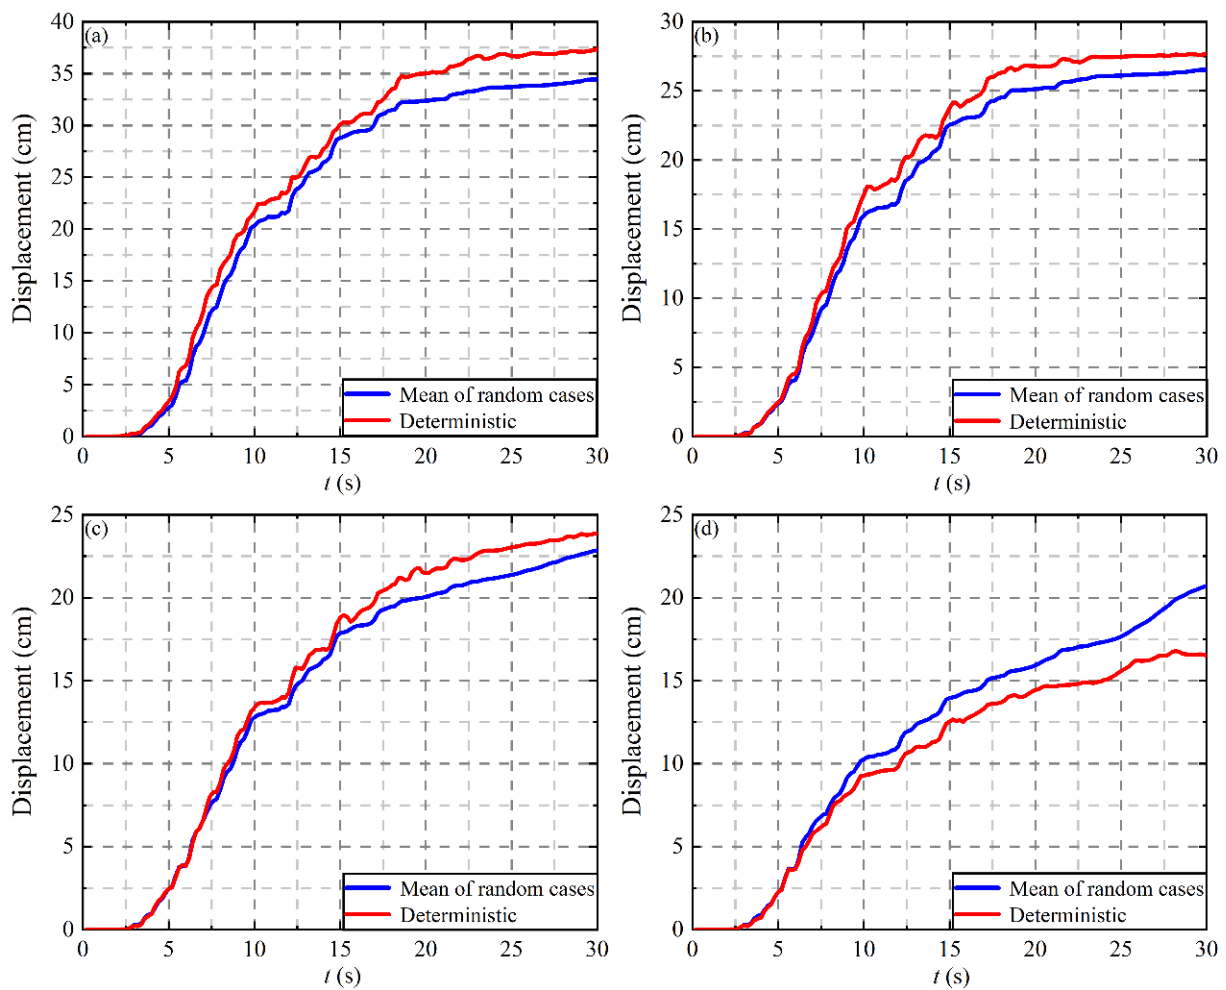 (a)
Displacement (cm)
40
35
30
25
20
15
10
5
0
Mean of random cases
Deterministic
0 5 10 15 20 25 30
t (s)
(b)
Displacement (cm)
30
25
20
15
10
5
0
Mean of random cases
Deterministic
0 5 10 15 20 25 30
t (s)
(c)
Displacement (cm)
25
20
15
10
5
0
Mean of random cases
Deterministic
0 5 10 15 20 25 30
t (s)
(d)
Displacement (cm)
25
20
15
10
5
0
Mean of random cases
Deterministic
0 5 10 15 20 25 30
t (s)